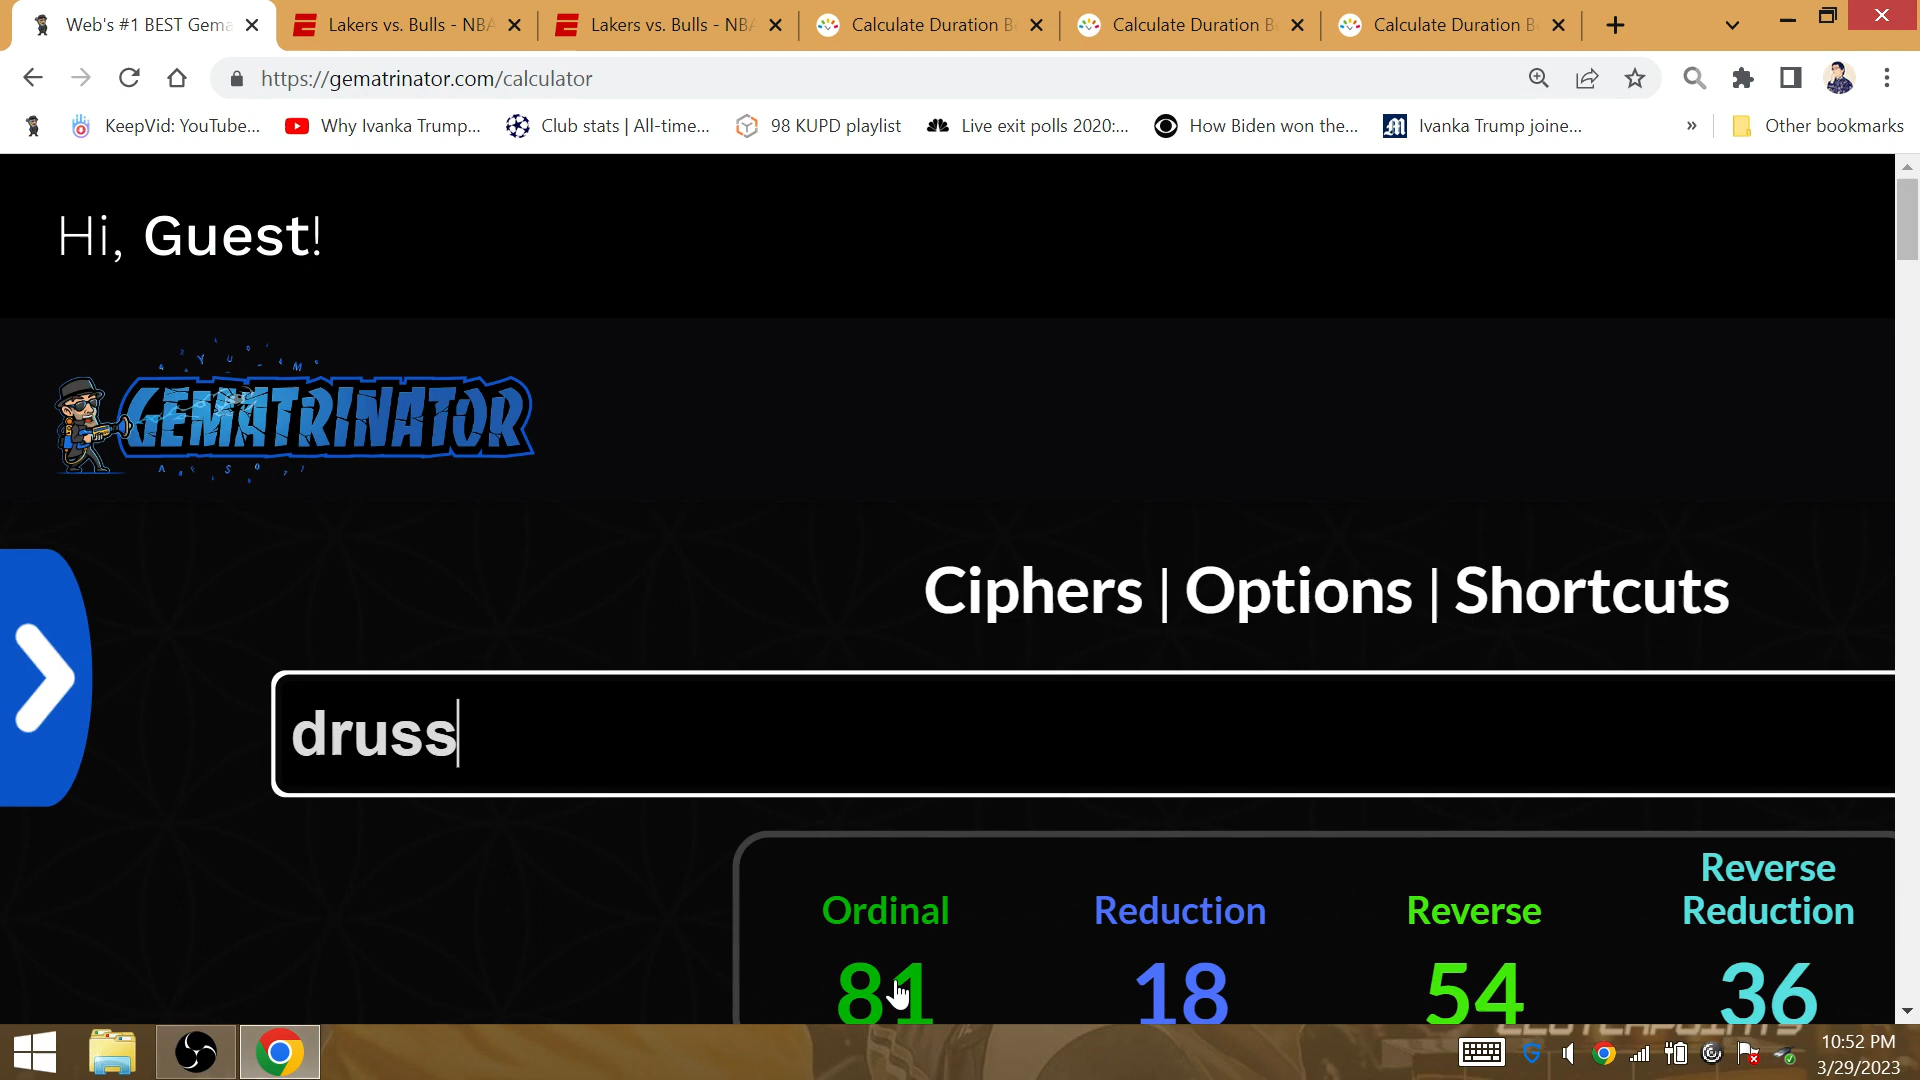 Web's #1 BEST Gema
Lakers vs. Bulls - NBA
Lakers vs. Bulls - NBA
Calculate Duration B
Calculate Duration B
Calculate Duration B
https://gematrinator.com/calculator
KeepVid: YouTube...
Why Ivanka Trump...
Club stats | All-time...
98 KUPD playlist
Live exit polls 2020:...
How Biden won the...
Ivanka Trump joine...
»
Other bookmarks
Hi, Guest!
GEMATRINATOR
Ciphers | Options | Shortcuts
druss
Ordinal
Reduction
Reverse
Reverse
Reduction
81
18
54
36
CLUTCHPOINTS
10:52 PM
3/29/2023